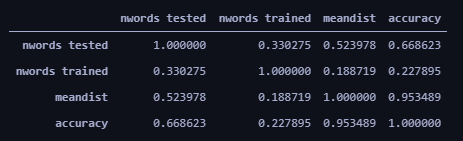 nwords tested nwords trained meandist accuracy
nwords tested 1.000000 0.330275 0.523978 0.668623
nwords trained 0.330275 1.000000 0.188719 0.227895
meandist 0.523978 0.188719 1.000000 0.953489
accuracy 0.668623 0.227895 0.953489 1.000000